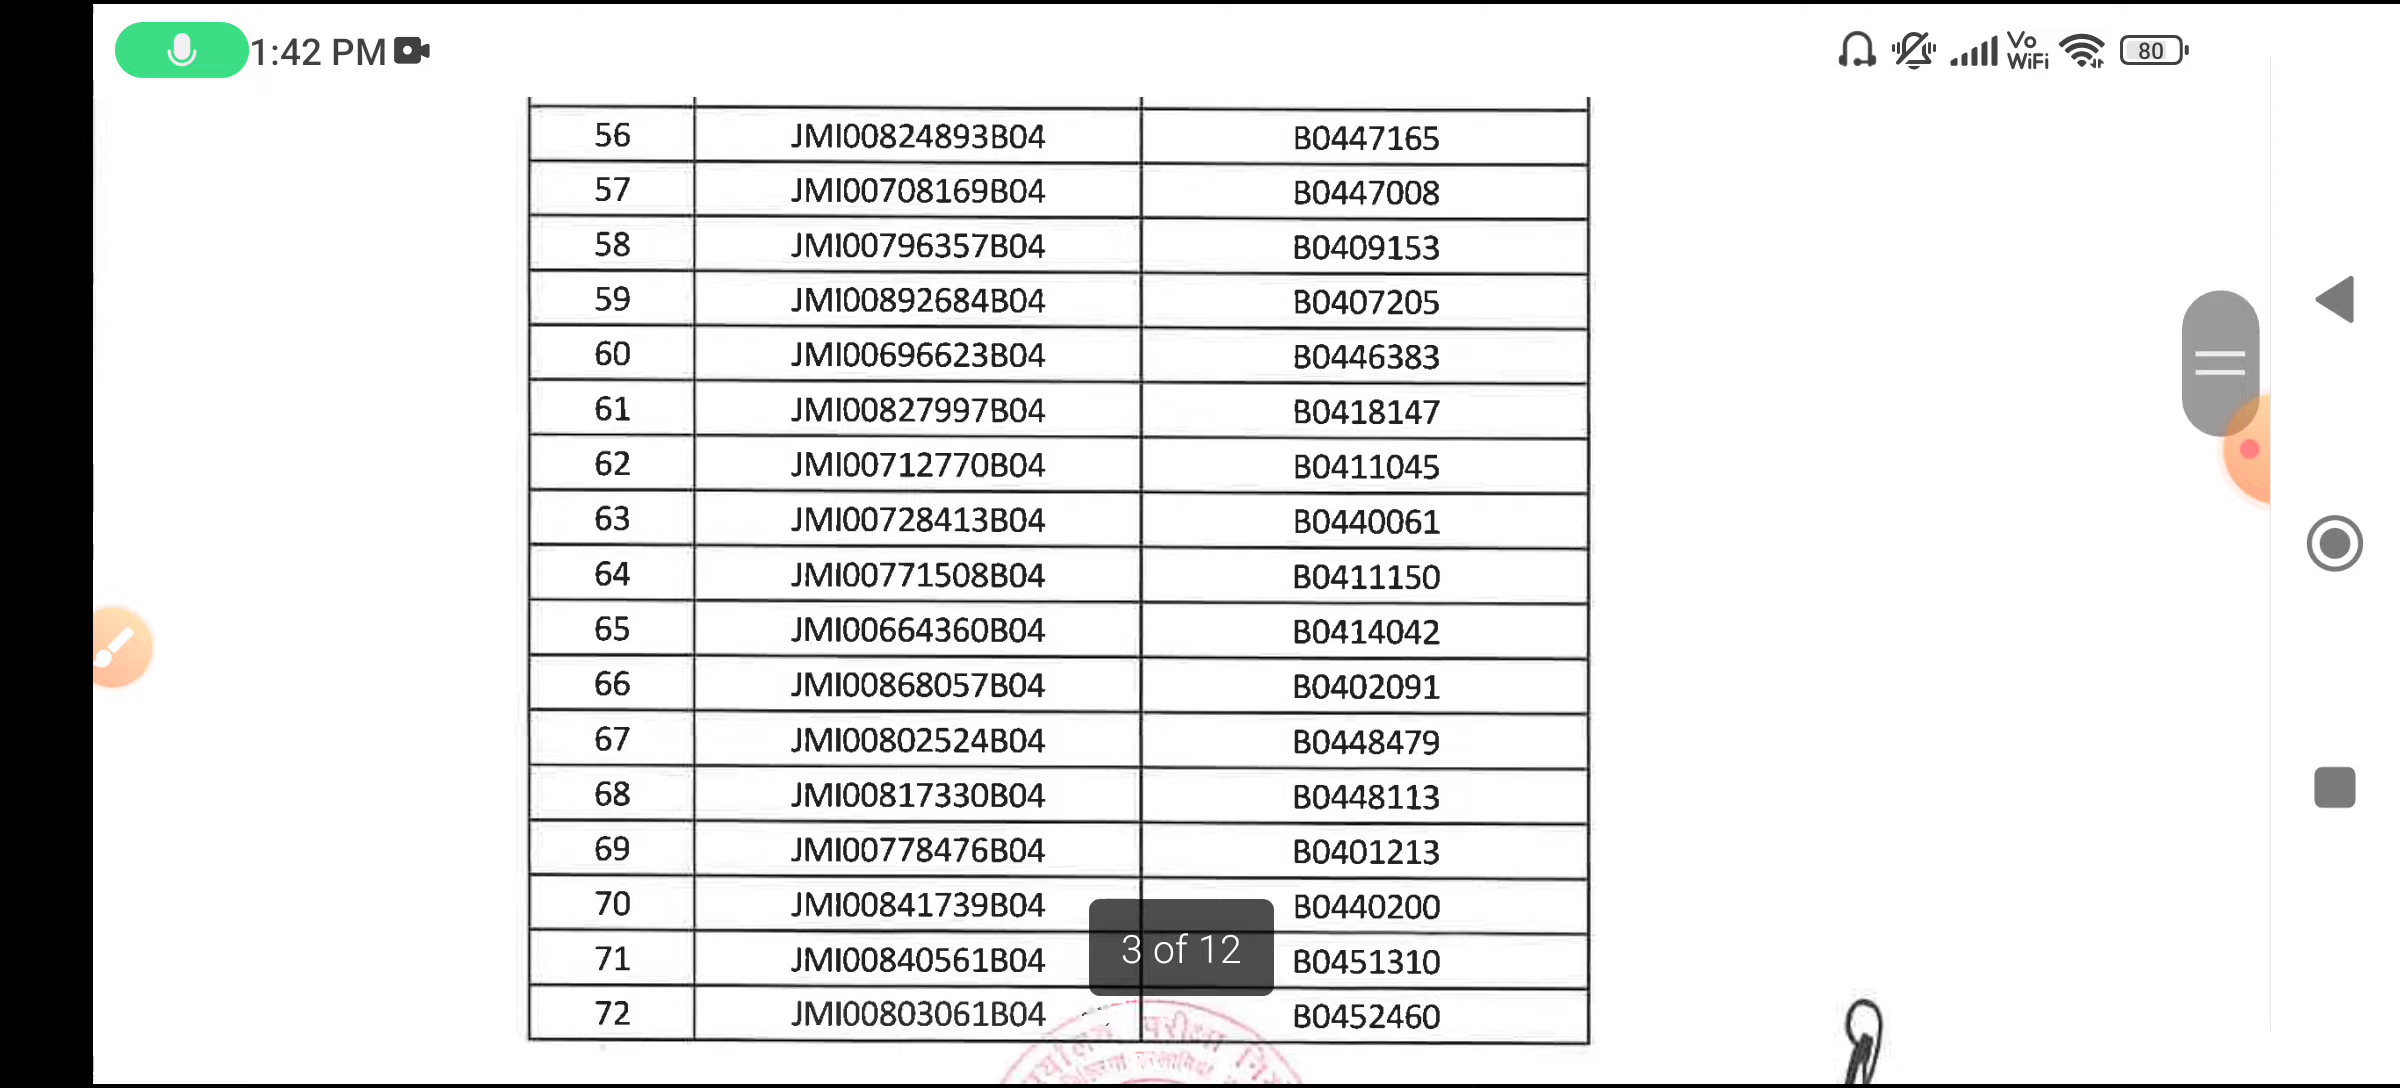 1:42 PM
Vo
WiFi
80
56 JMI00824893B04 B0447165
57 JMI00708169B04 B0447008
58 JMI00796357B04 B0409153
59 JMI00892684B04 B0407205
60 JMI00696623B04 B0446383
61 JMI00827997B04 B0418147
62 JMI00712770B04 B0411045
63 JMI00728413B04 B0440061
64 JMI00771508B04 B0411150
65 JMI00664360B04 B0414042
66 JMI00868057B04 B0402091
67 JMI00802524B04 B0448479
68 JMI00817330B04 B0448113
69 JMI00778476B04 B0401213
70 JMI00841739B04 B0440200
3 of 12
71 JMI00840561B04 B0451310
72 JMI00803061B04 B0452460
परीक्षा